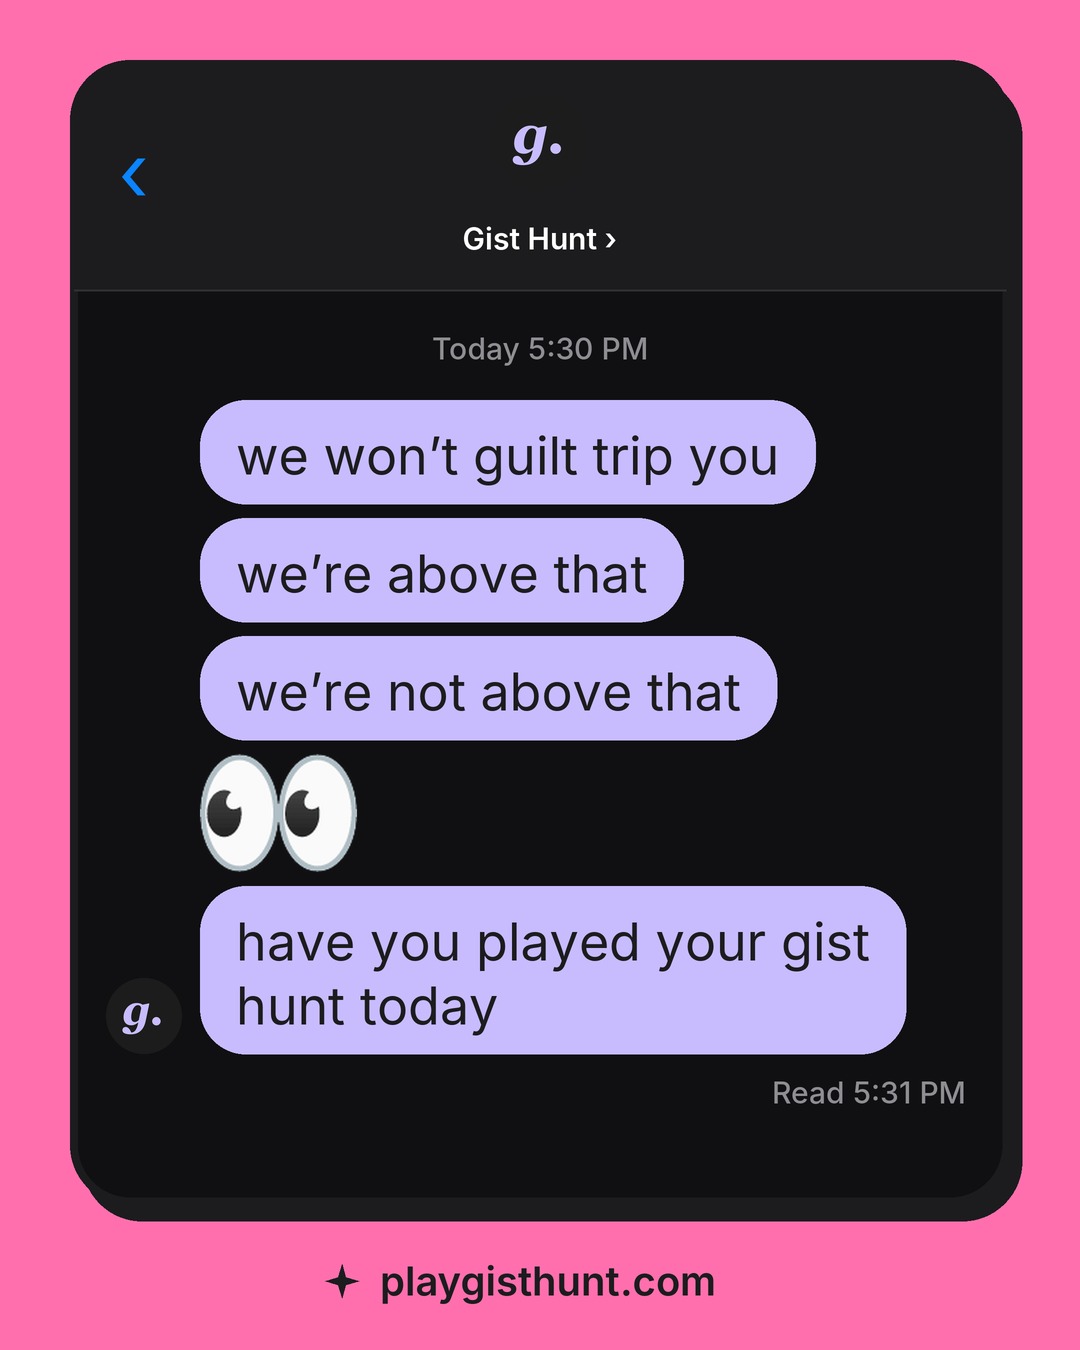 g.
Gist Hunt ›
Today 5:30 PM
we won’t guilt trip you
we’re above that
we’re not above that
👀
have you played your gist
hunt today
g.
Read 5:31 PM
playgisthunt.com